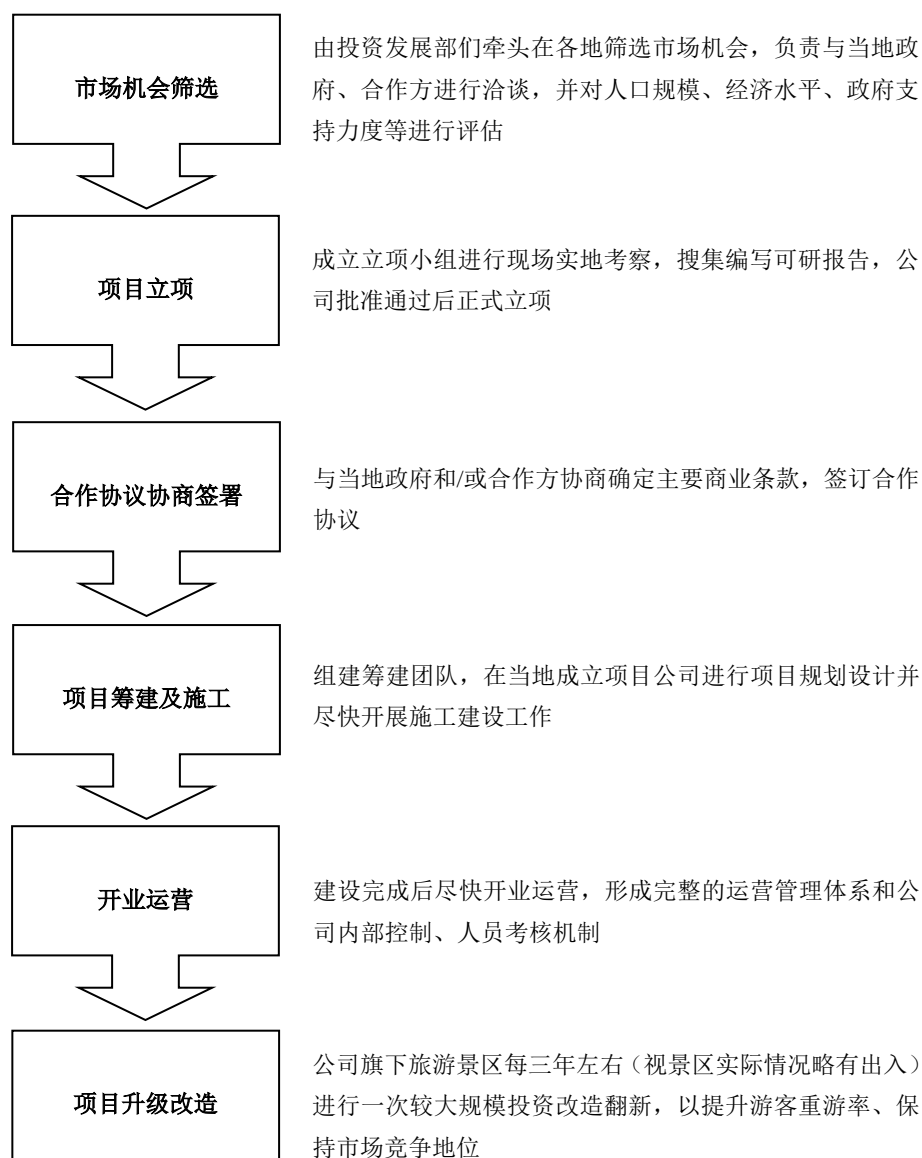 市场机会筛选
由投资发展部们牵头在各地筛选市场机会，负责与当地政
府、合作方进行洽谈，并对人口规模、经济水平、政府支
持力度等进行评估
项目立项
成立立项小组进行现场实地考察，搜集编写可研报告，公
司批准通过后正式立项
合作协议协商签署
与当地政府和/或合作方协商确定主要商业条款，签订合作
协议
项目筹建及施工
组建筹建团队，在当地成立项目公司进行项目规划设计并
尽快开展施工建设工作
开业运营
建设完成后尽快开业运营，形成完整的运营管理体系和公
司内部控制、人员考核机制
项目升级改造
公司旗下旅游景区每三年左右（视景区实际情况略有出入）
进行一次较大规模投资改造翻新，以提升游客重游率、保
持市场竞争地位